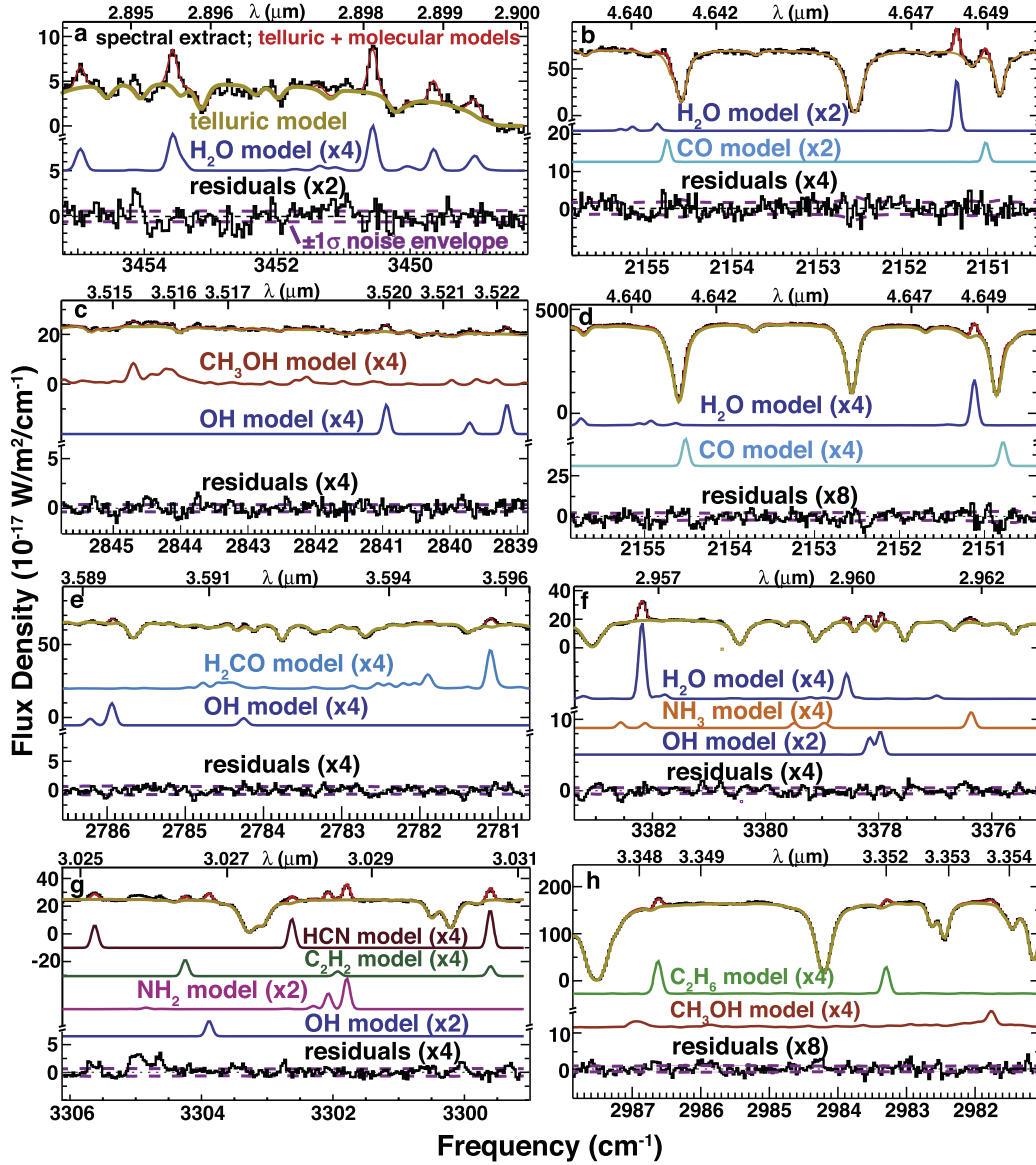 2.895 2.896 λ (μm) 2.898 2.899 2.900
a spectral extract; telluric + molecular models
10
5
0
telluric model
H2O model (x4)
5
residuals (x2)
0
±1σ noise envelope
3454 3452 3450
4.640 4.642 λ (μm) 4.647 4.649
b
50
0
H2O model (x2)
20
CO model (x2)
10
residuals (x4)
0
2155 2154 2153 2152 2151
3.515 3.516 3.517 λ (μm) 3.520 3.521 3.522
c
20
CH3OH model (x4)
0
OH model (x4)
5
residuals (x4)
0
2845 2844 2843 2842 2841 2840 2839
4.640 4.642 λ (μm) 4.647 4.649
500
d
H2O model (x4)
0
CO model (x4)
25
residuals (x8)
0
2155 2154 2153 2152 2151
3.589 3.591 λ (μm) 3.594 3.596
e
50
H2CO model (x4)
OH model (x4)
0
5
residuals (x4)
0
2786 2785 2784 2783 2782 2781
2.957 λ (μm) 2.960 2.962
40
f
20
0
H2O model (x4)
NH3 model (x4)
10
OH model (x2)
residuals (x4)
0
3382 3380 3378 3376
3.025 3.027 λ (μm) 3.029 3.031
40
g
20
0
HCN model (x4)
-20
C2H2 model (x4)
NH2 model (x2)
OH model (x2)
5
residuals (x4)
0
3306 3304 3302 3300
3.348 3.349 λ (μm) 3.352 3.353 3.354
200
h
100
0
C2H6 model (x4)
CH3OH model (x4)
10
residuals (x8)
0
2987 2986 2985 2984 2983 2982
Flux Density (10-17 W/m2/cm-1)
Frequency (cm-1)